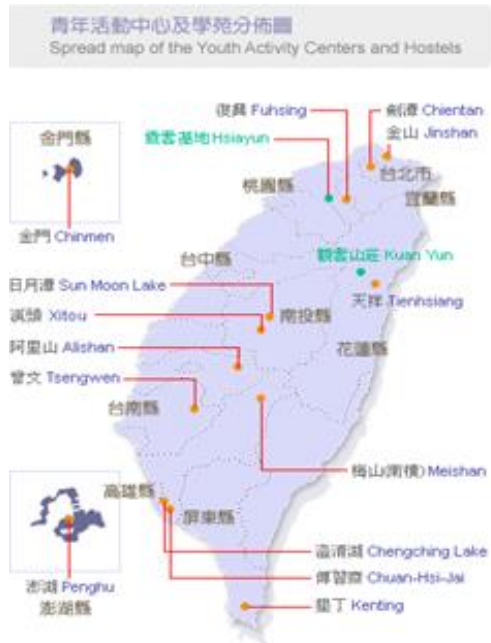 青年活動中心及學苑分佈圖
Spread map of the Youth Activity Centers and Hostels
復興 Fuhsing
劍潭 Chientan
金山 Jinshan
基地 Hsiayun
金門縣
台北市
桃園縣
宜蘭縣
金門 Chinmen
台中縣
觀雲山莊 Kuan Yun
日月潭 Sun Moon Lake
天祥 Tienhsiang
溪頭 Xitou
南投縣
阿里山 Alishan
花蓮縣
曾文 Tsengwen
台南縣
梅山(南橫) Meishan
高雄縣
屏東縣
澄清湖 Chengching Lake
傳習齋 Chuan-Hsi-Jai
澎湖 Penghu
澎湖縣
墾丁 Kenting